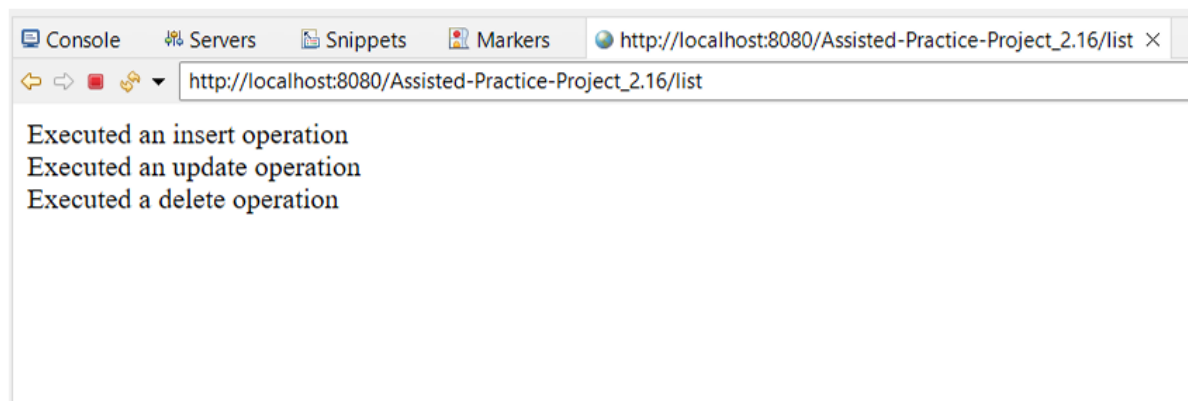 Console Servers Snippets Markers http://localhost:8080/Assisted-Practice-Project_2.16/list
http://localhost:8080/Assisted-Practice-Project_2.16/list
Executed an insert operation
Executed an update operation
Executed a delete operation